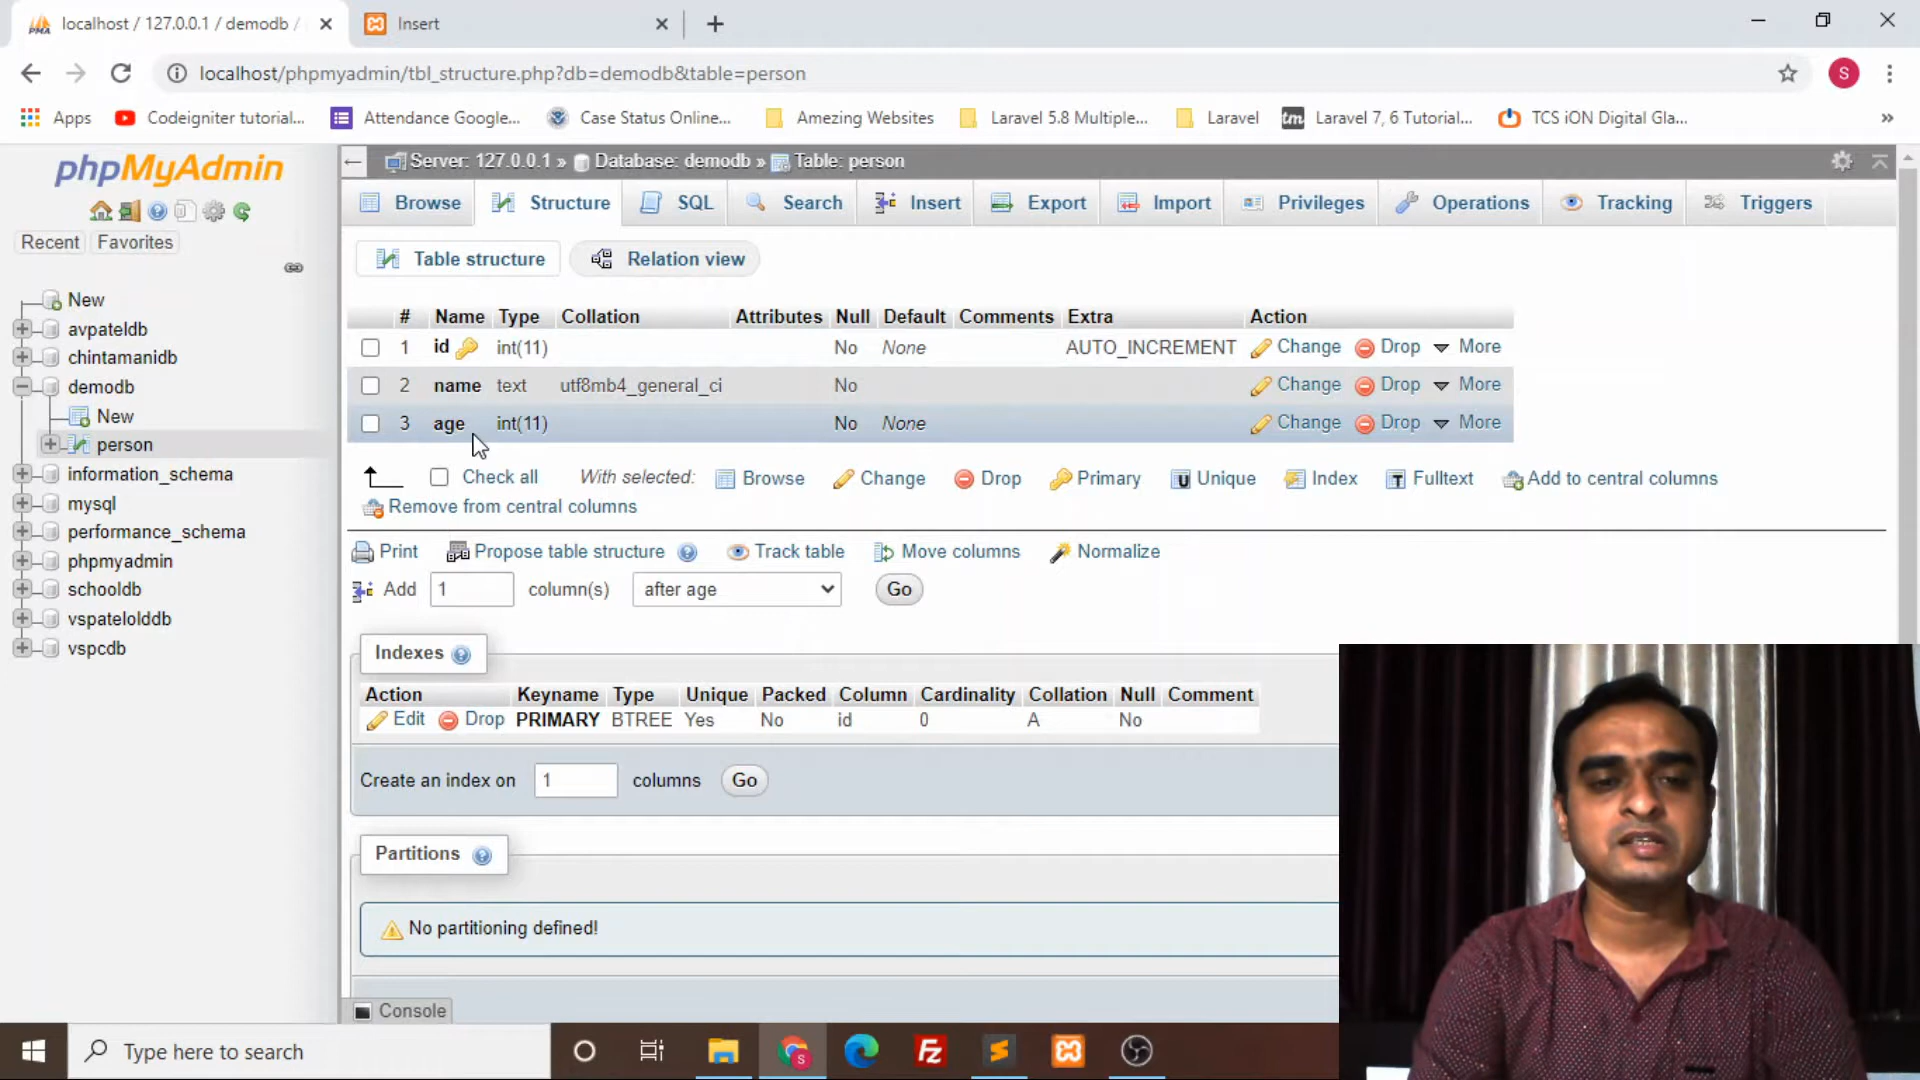 localhost / 127.0.0.1 / demodb /
Insert
localhost/phpmyadmin/tbl_structure.php?db=demodb&table=person
S
Apps
Codeigniter tutorial...
Attendance Google...
Case Status Online...
Amezing Websites
Laravel 5.8 Multiple...
Laravel
tm
Laravel 7, 6 Tutorial...
TCS iON Digital Gla...
»
phpMyAdmin
Recent
Favorites
New
avpateldb
chintamanidb
demodb
New
person
information_schema
mysql
performance_schema
phpmyadmin
schooldb
vspatelolddb
vspcdb
Server: 127.0.0.1 » Database: demodb » Table: person
Browse Structure SQL Search Insert Export Import Privileges Operations Tracking Triggers
Table structure Relation view
# Name Type Collation Attributes Null Default Comments Extra Action
1 id int(11) No None AUTO_INCREMENT Change Drop More
2 name text utf8mb4_general_ci No Change Drop More
3 age int(11) No None Change Drop More
Check all With selected: Browse Change Drop Primary Unique Index Fulltext Add to central columns
Remove from central columns
Print Propose table structure Track table Move columns Normalize
Add 1 column(s) after age Go
Indexes
Action Keyname Type Unique Packed Column Cardinality Collation Null Comment
Edit Drop PRIMARY BTREE Yes No id 0 A No
Create an index on 1 columns Go
Partitions
No partitioning defined!
Console
Type here to search